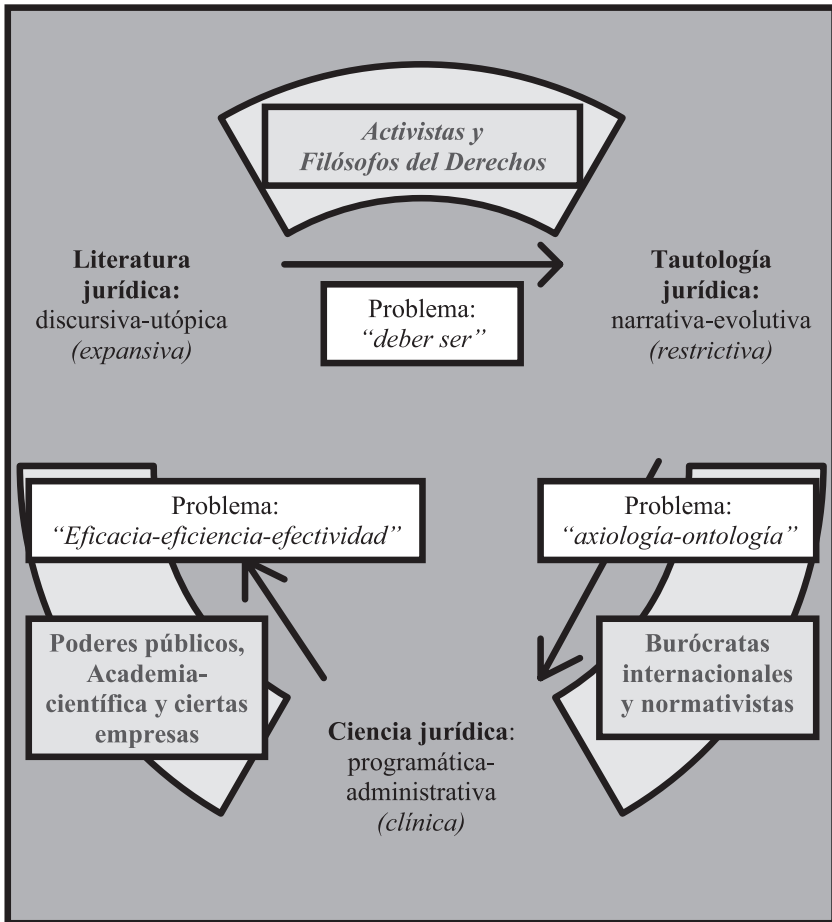 Activistas y
Filósofos del Derechos
Literatura
jurídica:
discursiva-utópica
(expansiva)
Problema:
“deber ser”
Tautología
jurídica:
narrativa-evolutiva
(restrictiva)
Problema:
“Eficacia-eficiencia-efectividad”
Problema:
“axiología-ontología”
Poderes públicos,
Academia-
científica y ciertas
empresas
Ciencia jurídica:
programática-
administrativa
(clínica)
Burócratas
internacionales
y normativistas